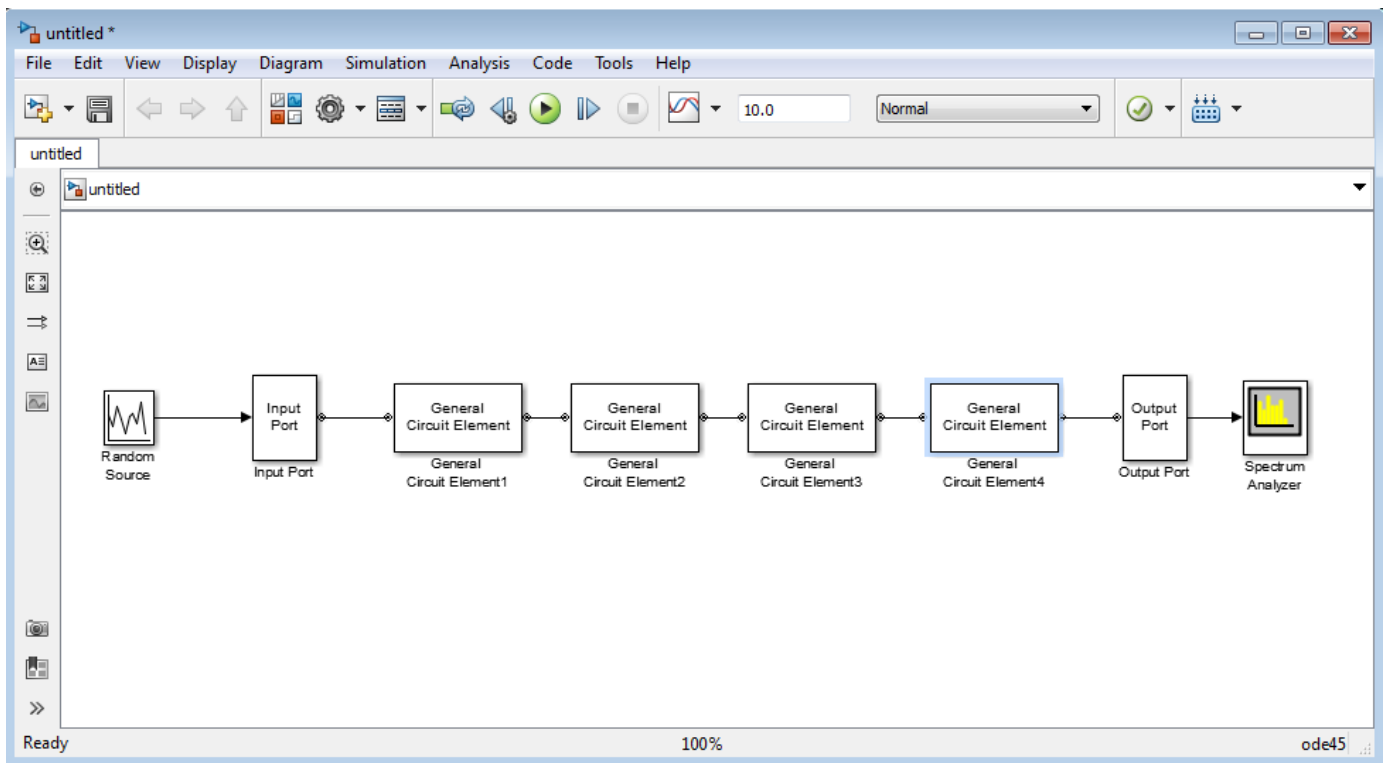 untitled *
File Edit View Display Diagram Simulation Analysis Code Tools Help
10.0 Normal
untitled
untitled
Random
Source
Input
Port
Input Port
General
Circuit Element
General
Circuit Element1
General
Circuit Element
General
Circuit Element2
General
Circuit Element
General
Circuit Element3
General
Circuit Element
General
Circuit Element4
Output
Port
Output Port
Spectrum
Analyzer
Ready 100% ode45